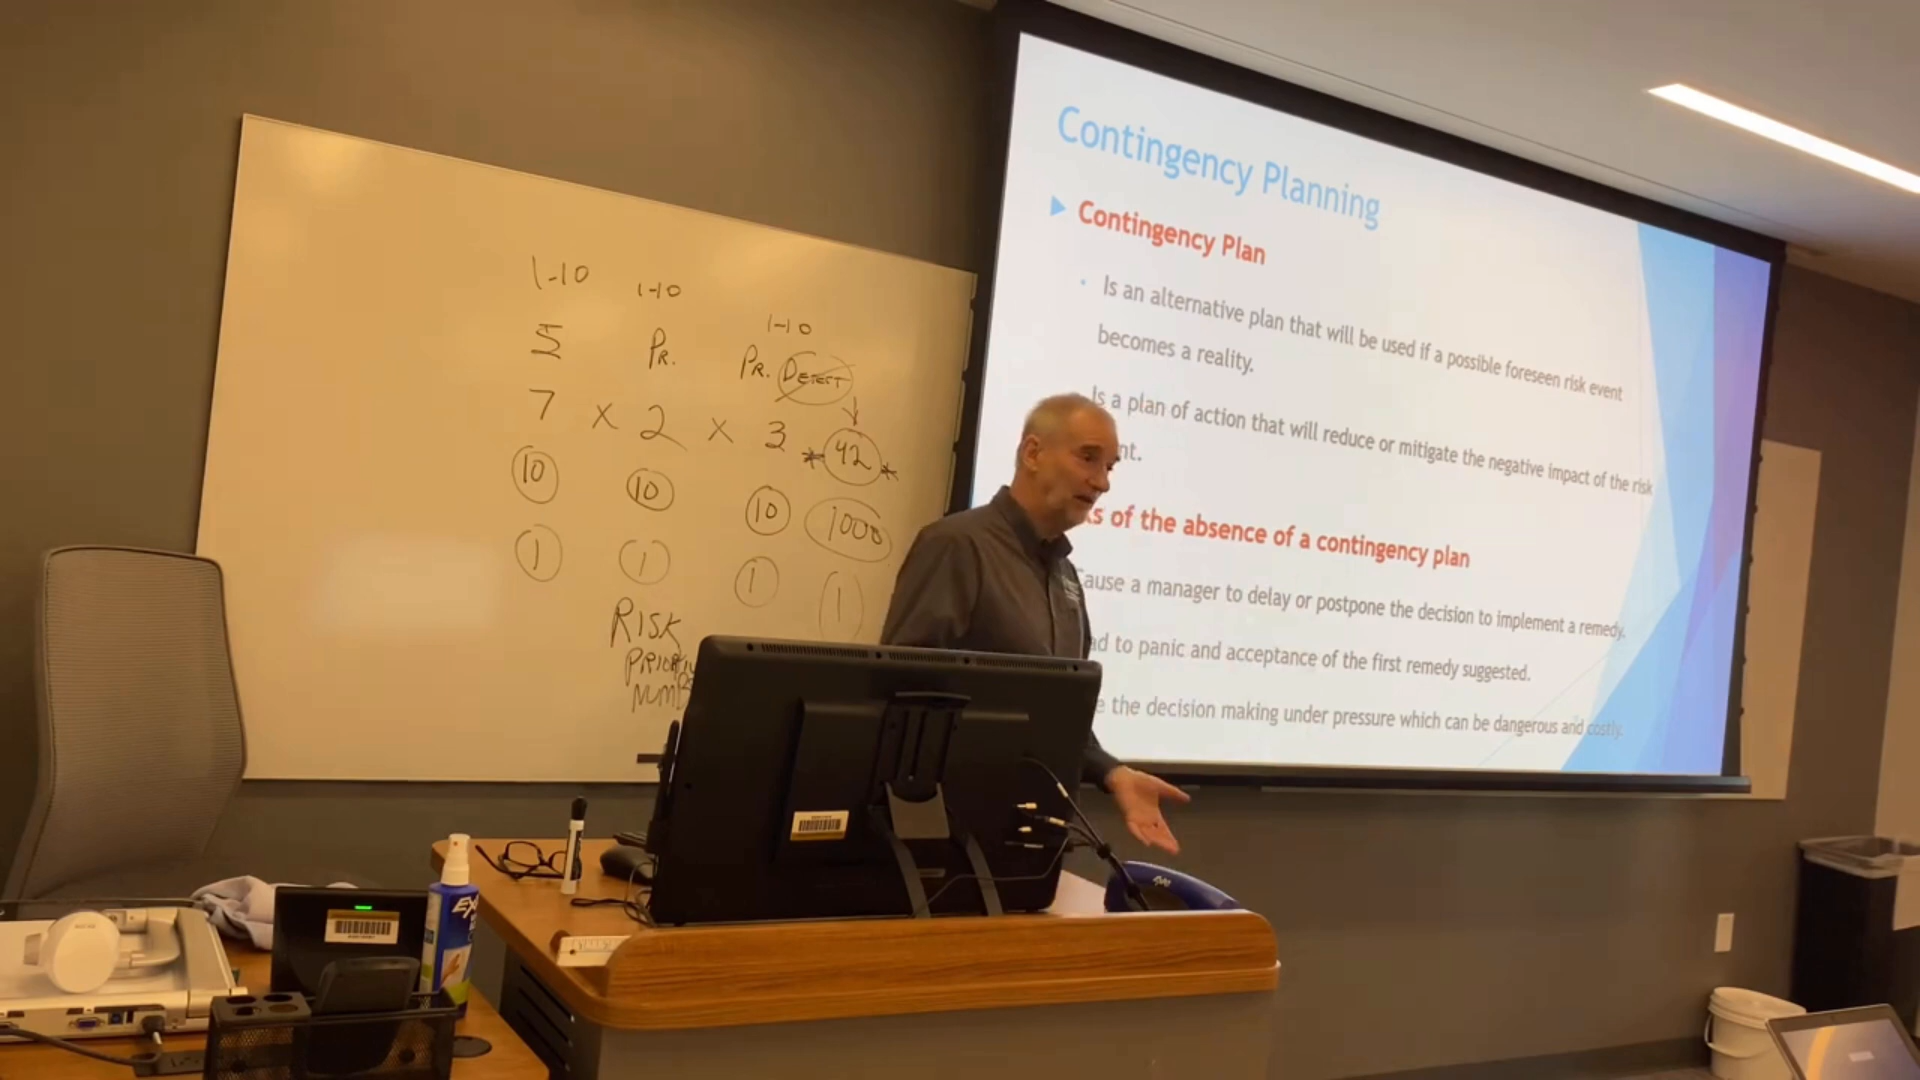 1-10 1-10 1-10
S Pr. Pr. DETECT
7 x 2 x 3 * 42 *
10 10 10 1000
1 1 1 1
RISK
PRIORITY
NUMB
Contingency Planning
Contingency Plan
Is an alternative plan that will be used if a possible foreseen risk event
becomes a reality.
Is a plan of action that will reduce or mitigate the negative impact of the risk
nt.
s of the absence of a contingency plan
Cause a manager to delay or postpone the decision to implement a remedy.
ad to panic and acceptance of the first remedy suggested.
e the decision making under pressure which can be dangerous and costly.